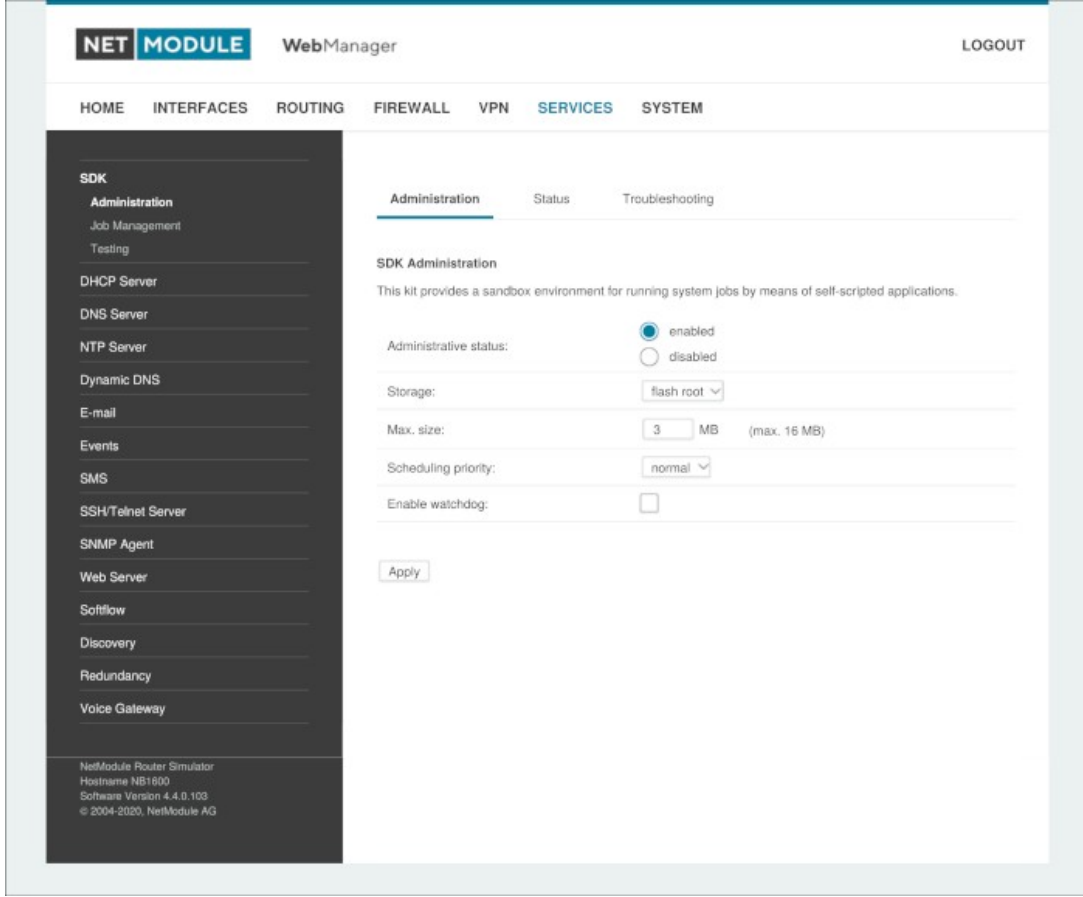 NET MODULE WebManager LOGOUT
HOME INTERFACES ROUTING FIREWALL VPN SERVICES SYSTEM
SDK
Administration
Job Management
Testing
DHCP Server
DNS Server
NTP Server
Dynamic DNS
E-mail
Events
SMS
SSH/Telnet Server
SNMP Agent
Web Server
Softflow
Discovery
Redundancy
Voice Gateway
NetModule Router Simulator
Hostname NB1600
Software Version 4.4.0.103
© 2004-2020, NetModule AG
Administration Status Troubleshooting
SDK Administration
This kit provides a sandbox environment for running system jobs by means of self-scripted applications.
Administrative status: enabled
disabled
Storage: flash root
Max. size: 3 MB (max. 16 MB)
Scheduling priority: normal
Enable watchdog:
Apply